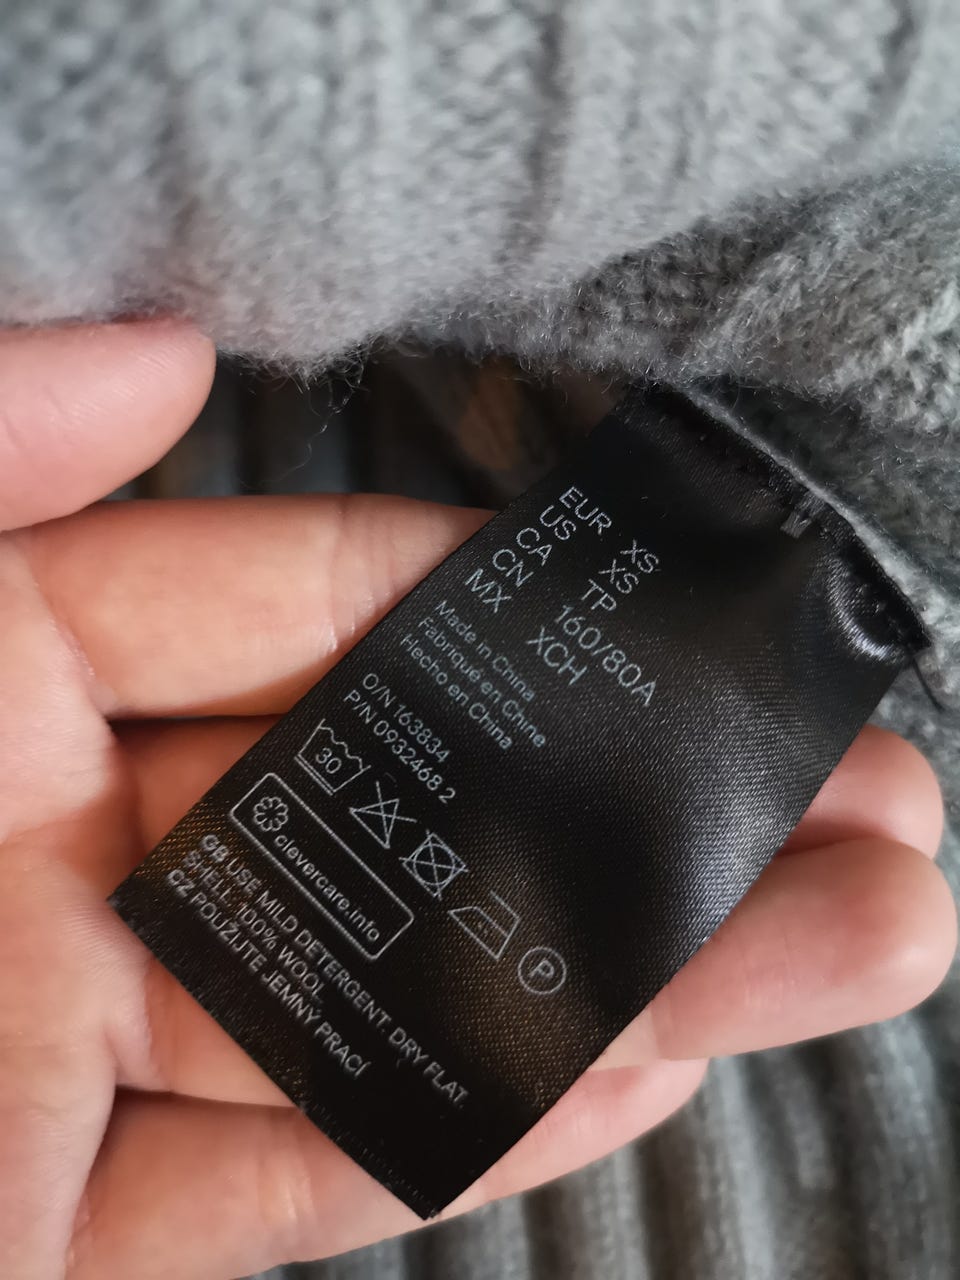 EUR XS
US XS
CA TP
CN 160/80A
MX XCH
Made in China
Fabriqué en Chine
Hecho en China
O/N 163834
P/N 0932468 2
30
P
clevercare.info
GB USE MILD DETERGENT. DRY FLAT.
SHELL 100% WOOL
CZ POUŽIJTE JEMNÝ PRACÍ